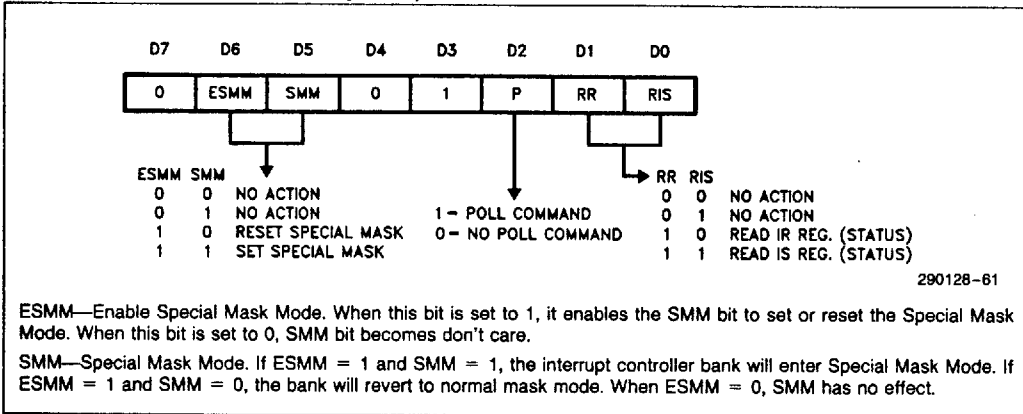 D7 D6 D5 D4 D3 D2 D1 D0
0 ESMM SMM 0 1 P RR RIS
ESMM SMM
0 0 NO ACTION
0 1 NO ACTION
1 0 RESET SPECIAL MASK
1 1 SET SPECIAL MASK
1 – POLL COMMAND
0 – NO POLL COMMAND
RR RIS
0 0 NO ACTION
0 1 NO ACTION
1 0 READ IR REG. (STATUS)
1 1 READ IS REG. (STATUS)
290128–61
ESMM—Enable Special Mask Mode. When this bit is set to 1, it enables the SMM bit to set or reset the Special Mask
Mode. When this bit is set to 0, SMM bit becomes don't care.
SMM—Special Mask Mode. If ESMM = 1 and SMM = 1, the interrupt controller bank will enter Special Mask Mode. If
ESMM = 1 and SMM = 0, the bank will revert to normal mask mode. When ESMM = 0, SMM has no effect.